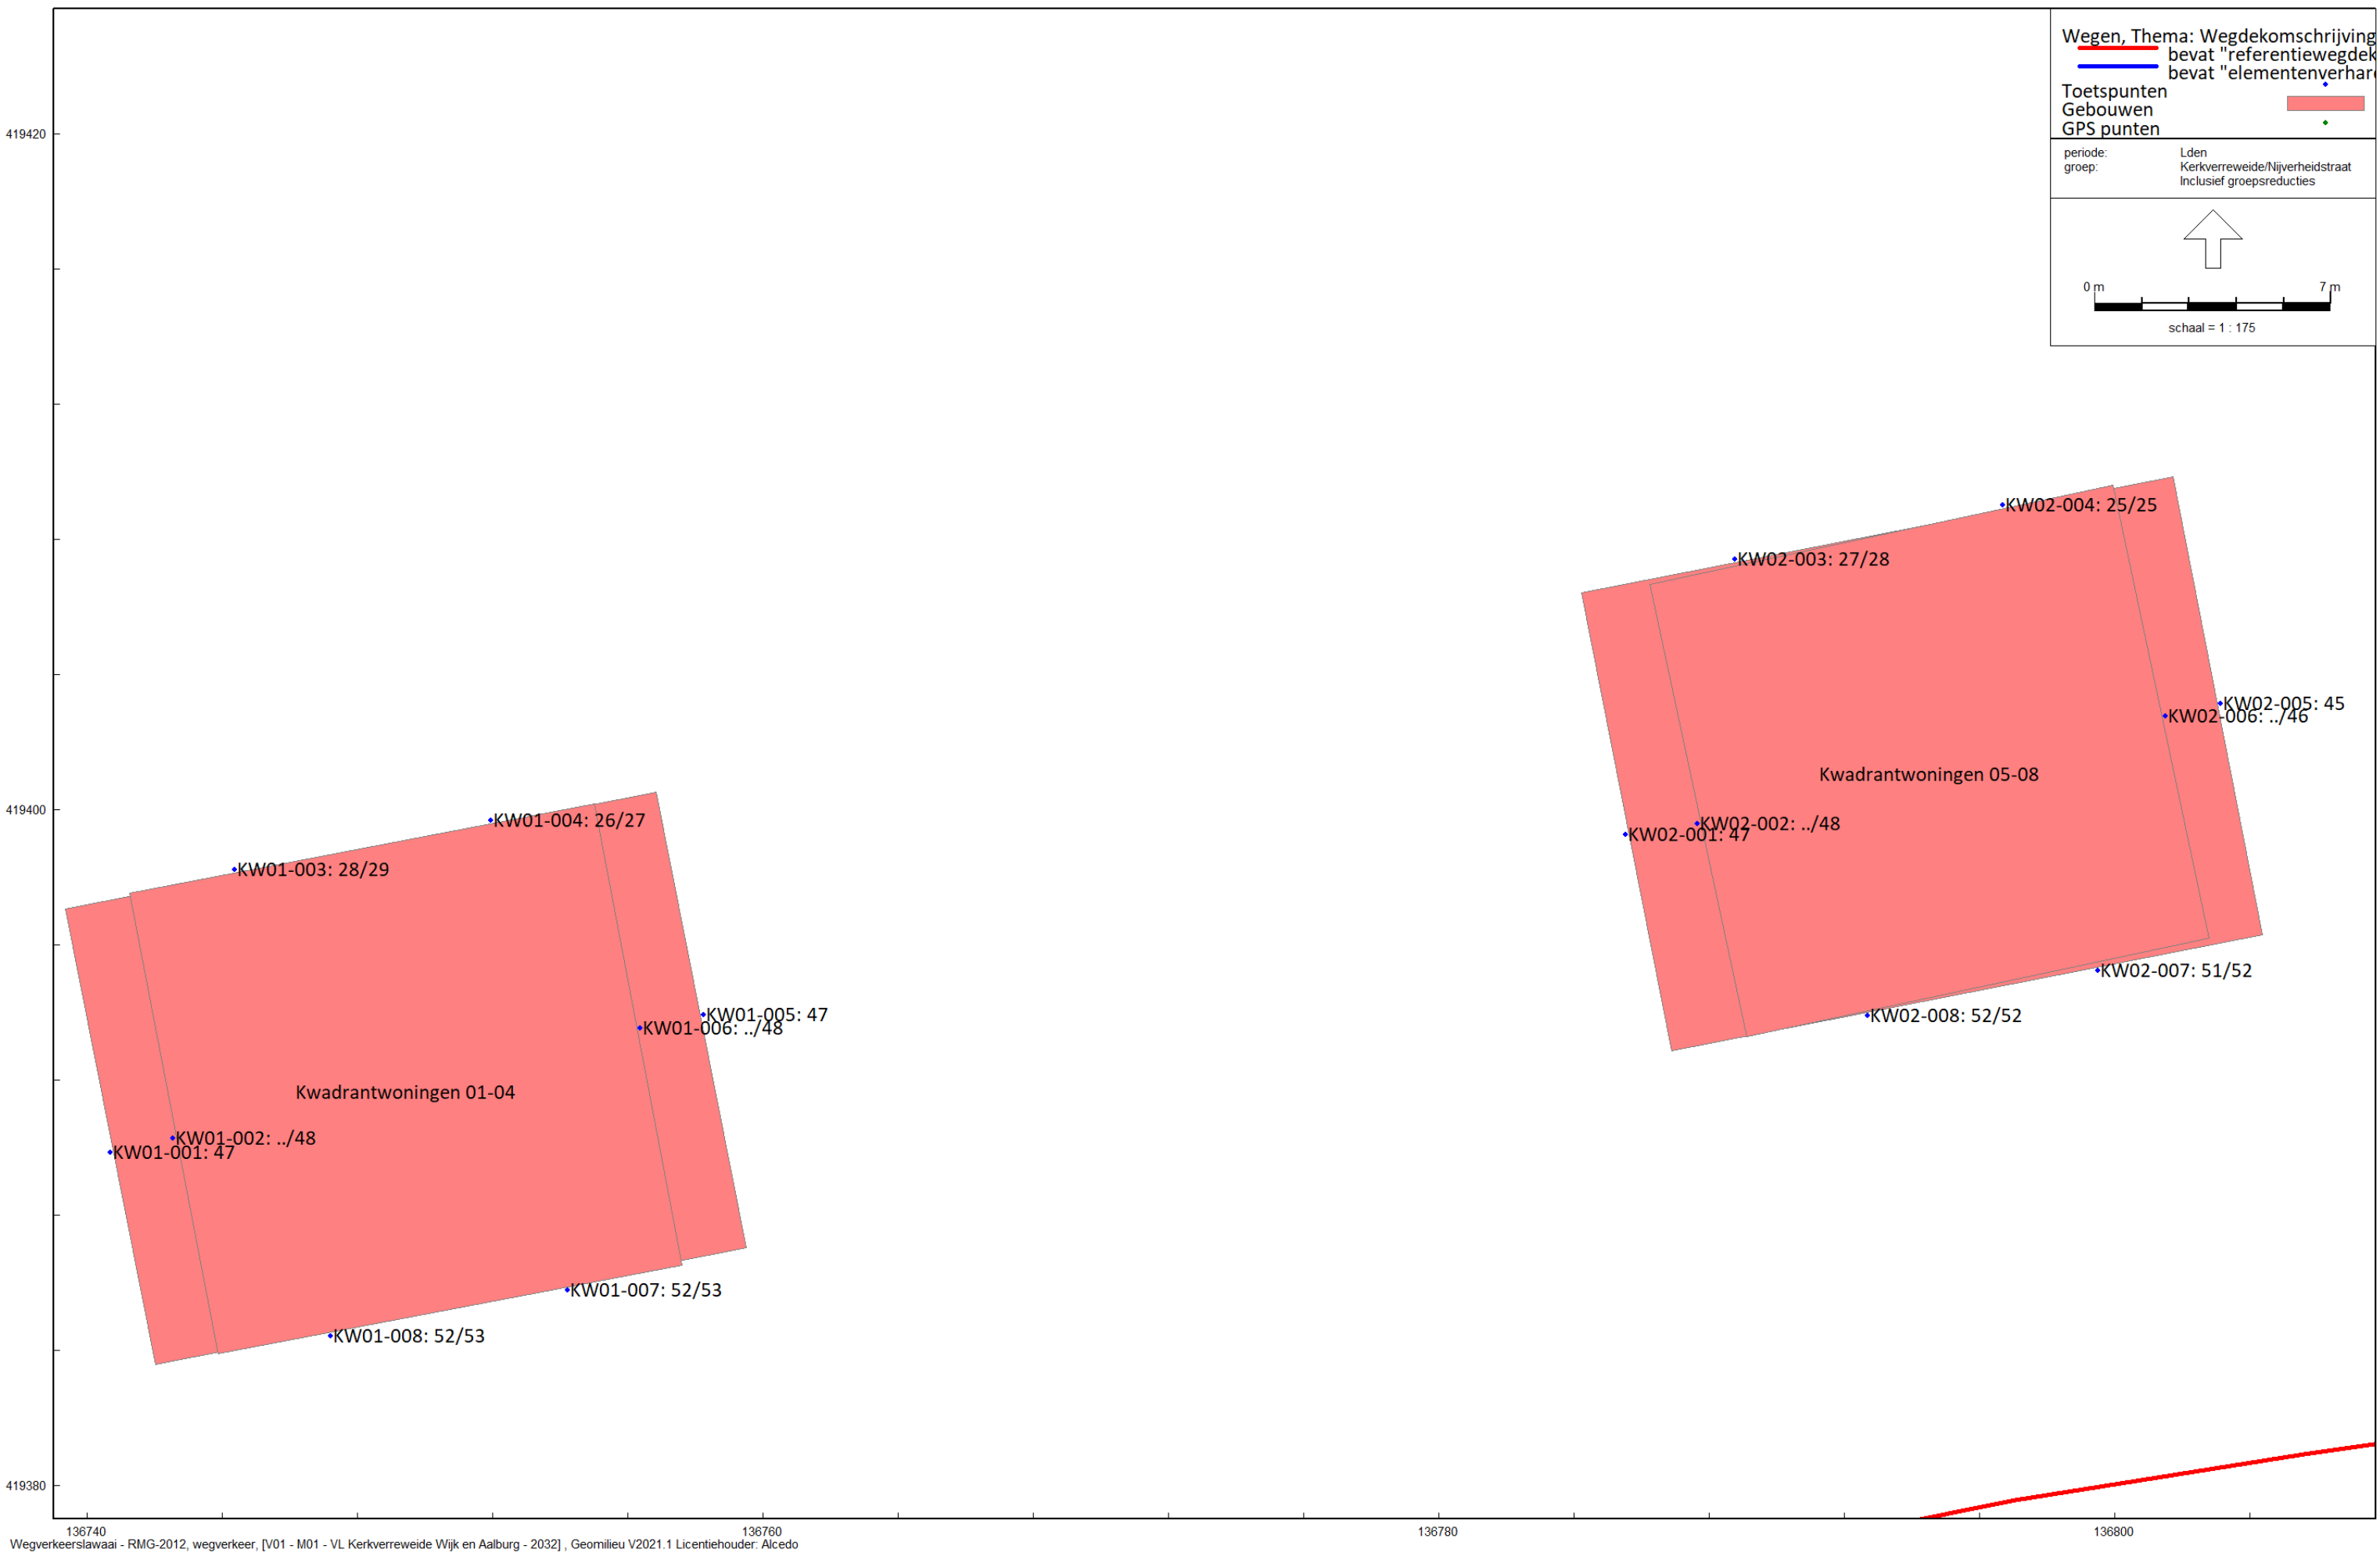 Wegen, Thema: Wegdekomschrijving
bevat "referentiewegdek
bevat "elementenverhar
Toetspunten
Gebouwen
GPS punten
periode: Lden
groep: Kerkverreweide/Nijverheidstraat
Inclusief groepsreducties
0 m 7 m
schaal = 1 : 175
419420
KW02-004: 25/25
KW02-003: 27/28
KW02-005: 45
KW02-006: ../46
Kwadrantwoningen 05-08
419400
KW01-004: 26/27
KW02-002: ../48
KW02-001: 47
KW01-003: 28/29
KW02-007: 51/52
KW01-005: 47
KW02-008: 52/52
KW01-006: ../48
Kwadrantwoningen 01-04
KW01-002: ../48
KW01-001: 47
KW01-007: 52/53
KW01-008: 52/53
419380
136740 136760 136780 136800
Wegverkeerslawaai - RMG-2012, wegverkeer, [V01 - M01 - VL Kerkverreweide Wijk en Aalburg - 2032] , Geomilieu V2021.1 Licentiehouder: Alcedo